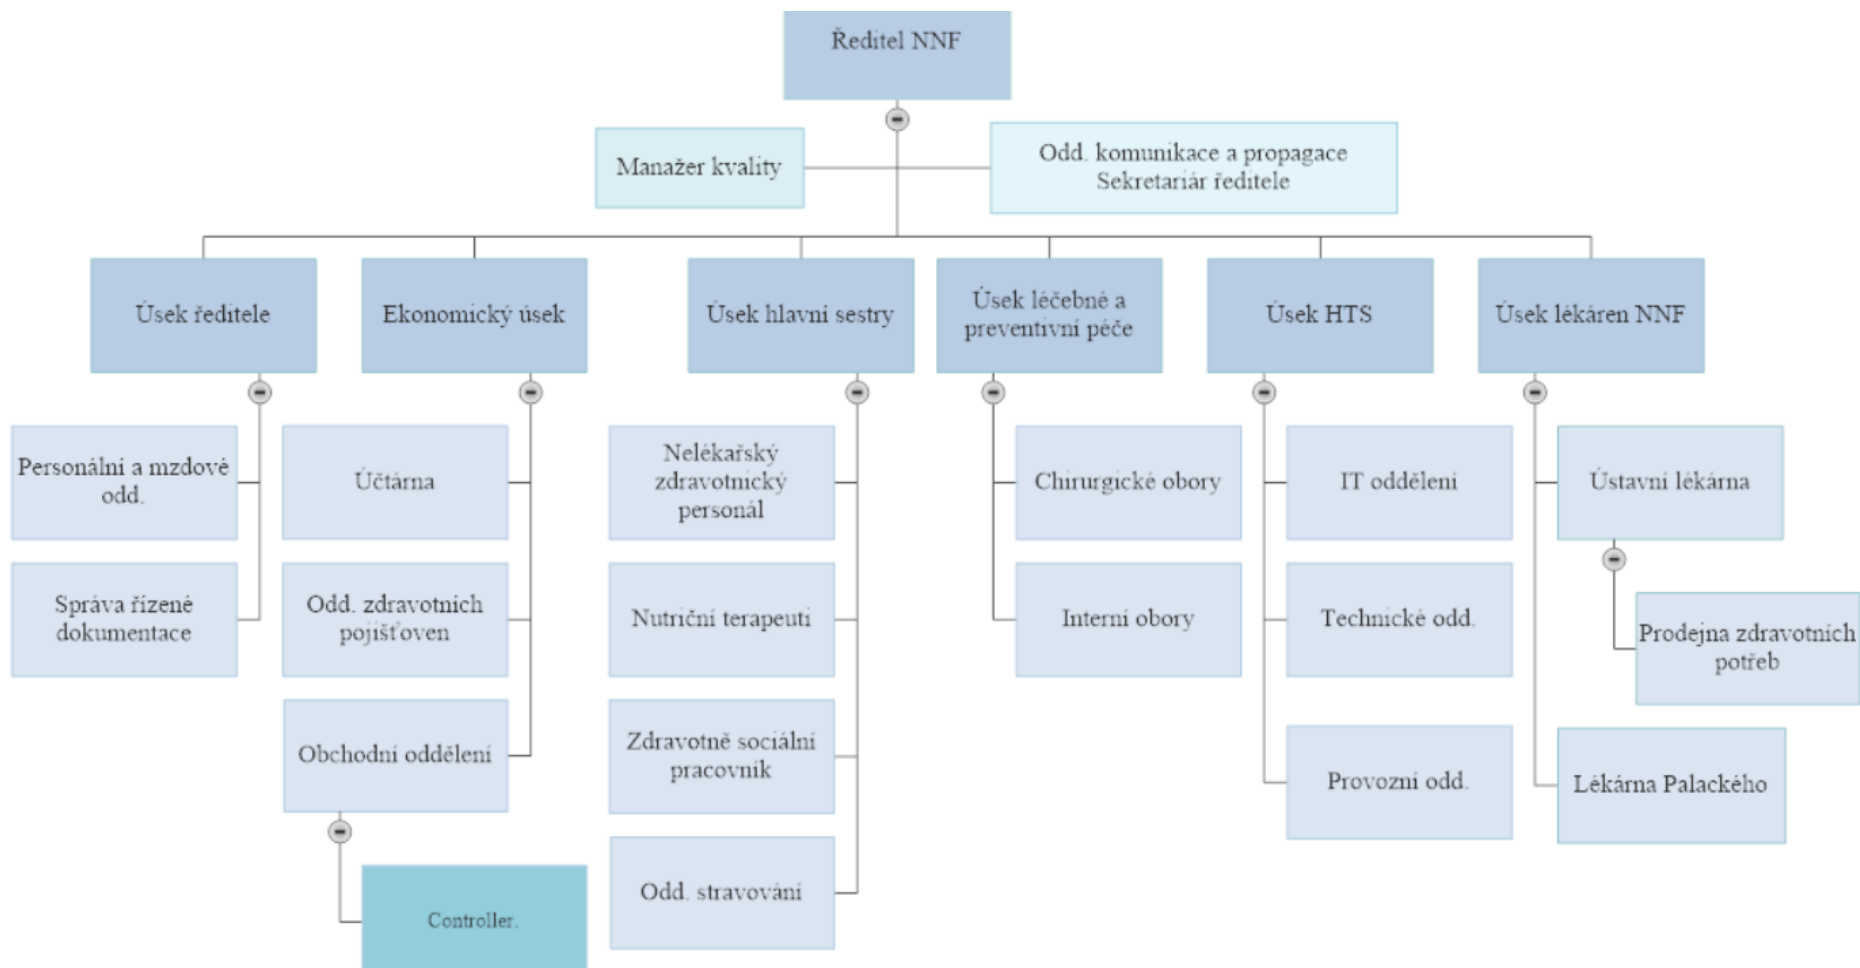 Ředitel NNF
Manažer kvality
Odd. komunikace a propagace
Sekretariár ředitele
Úsek ředitele
Ekonomický úsek
Úsek hlavní sestry
Úsek léčebné a
preventivní péče
Úsek HTS
Úsek lékáren NNF
Personální a mzdové
odd.
Správa řízené
dokumentace
Účtárna
Odd. zdravotních
pojišťoven
Obchodní oddělení
Controller.
Nelékařský
zdravotnický
personál
Nutriční terapeuti
Zdravotně sociální
pracovník
Odd. stravování
Chirurgické obory
Interní obory
IT oddělení
Technické odd.
Provozní odd.
Ústavní lékárna
Prodejna zdravotních
potřeb
Lékárna Palackého